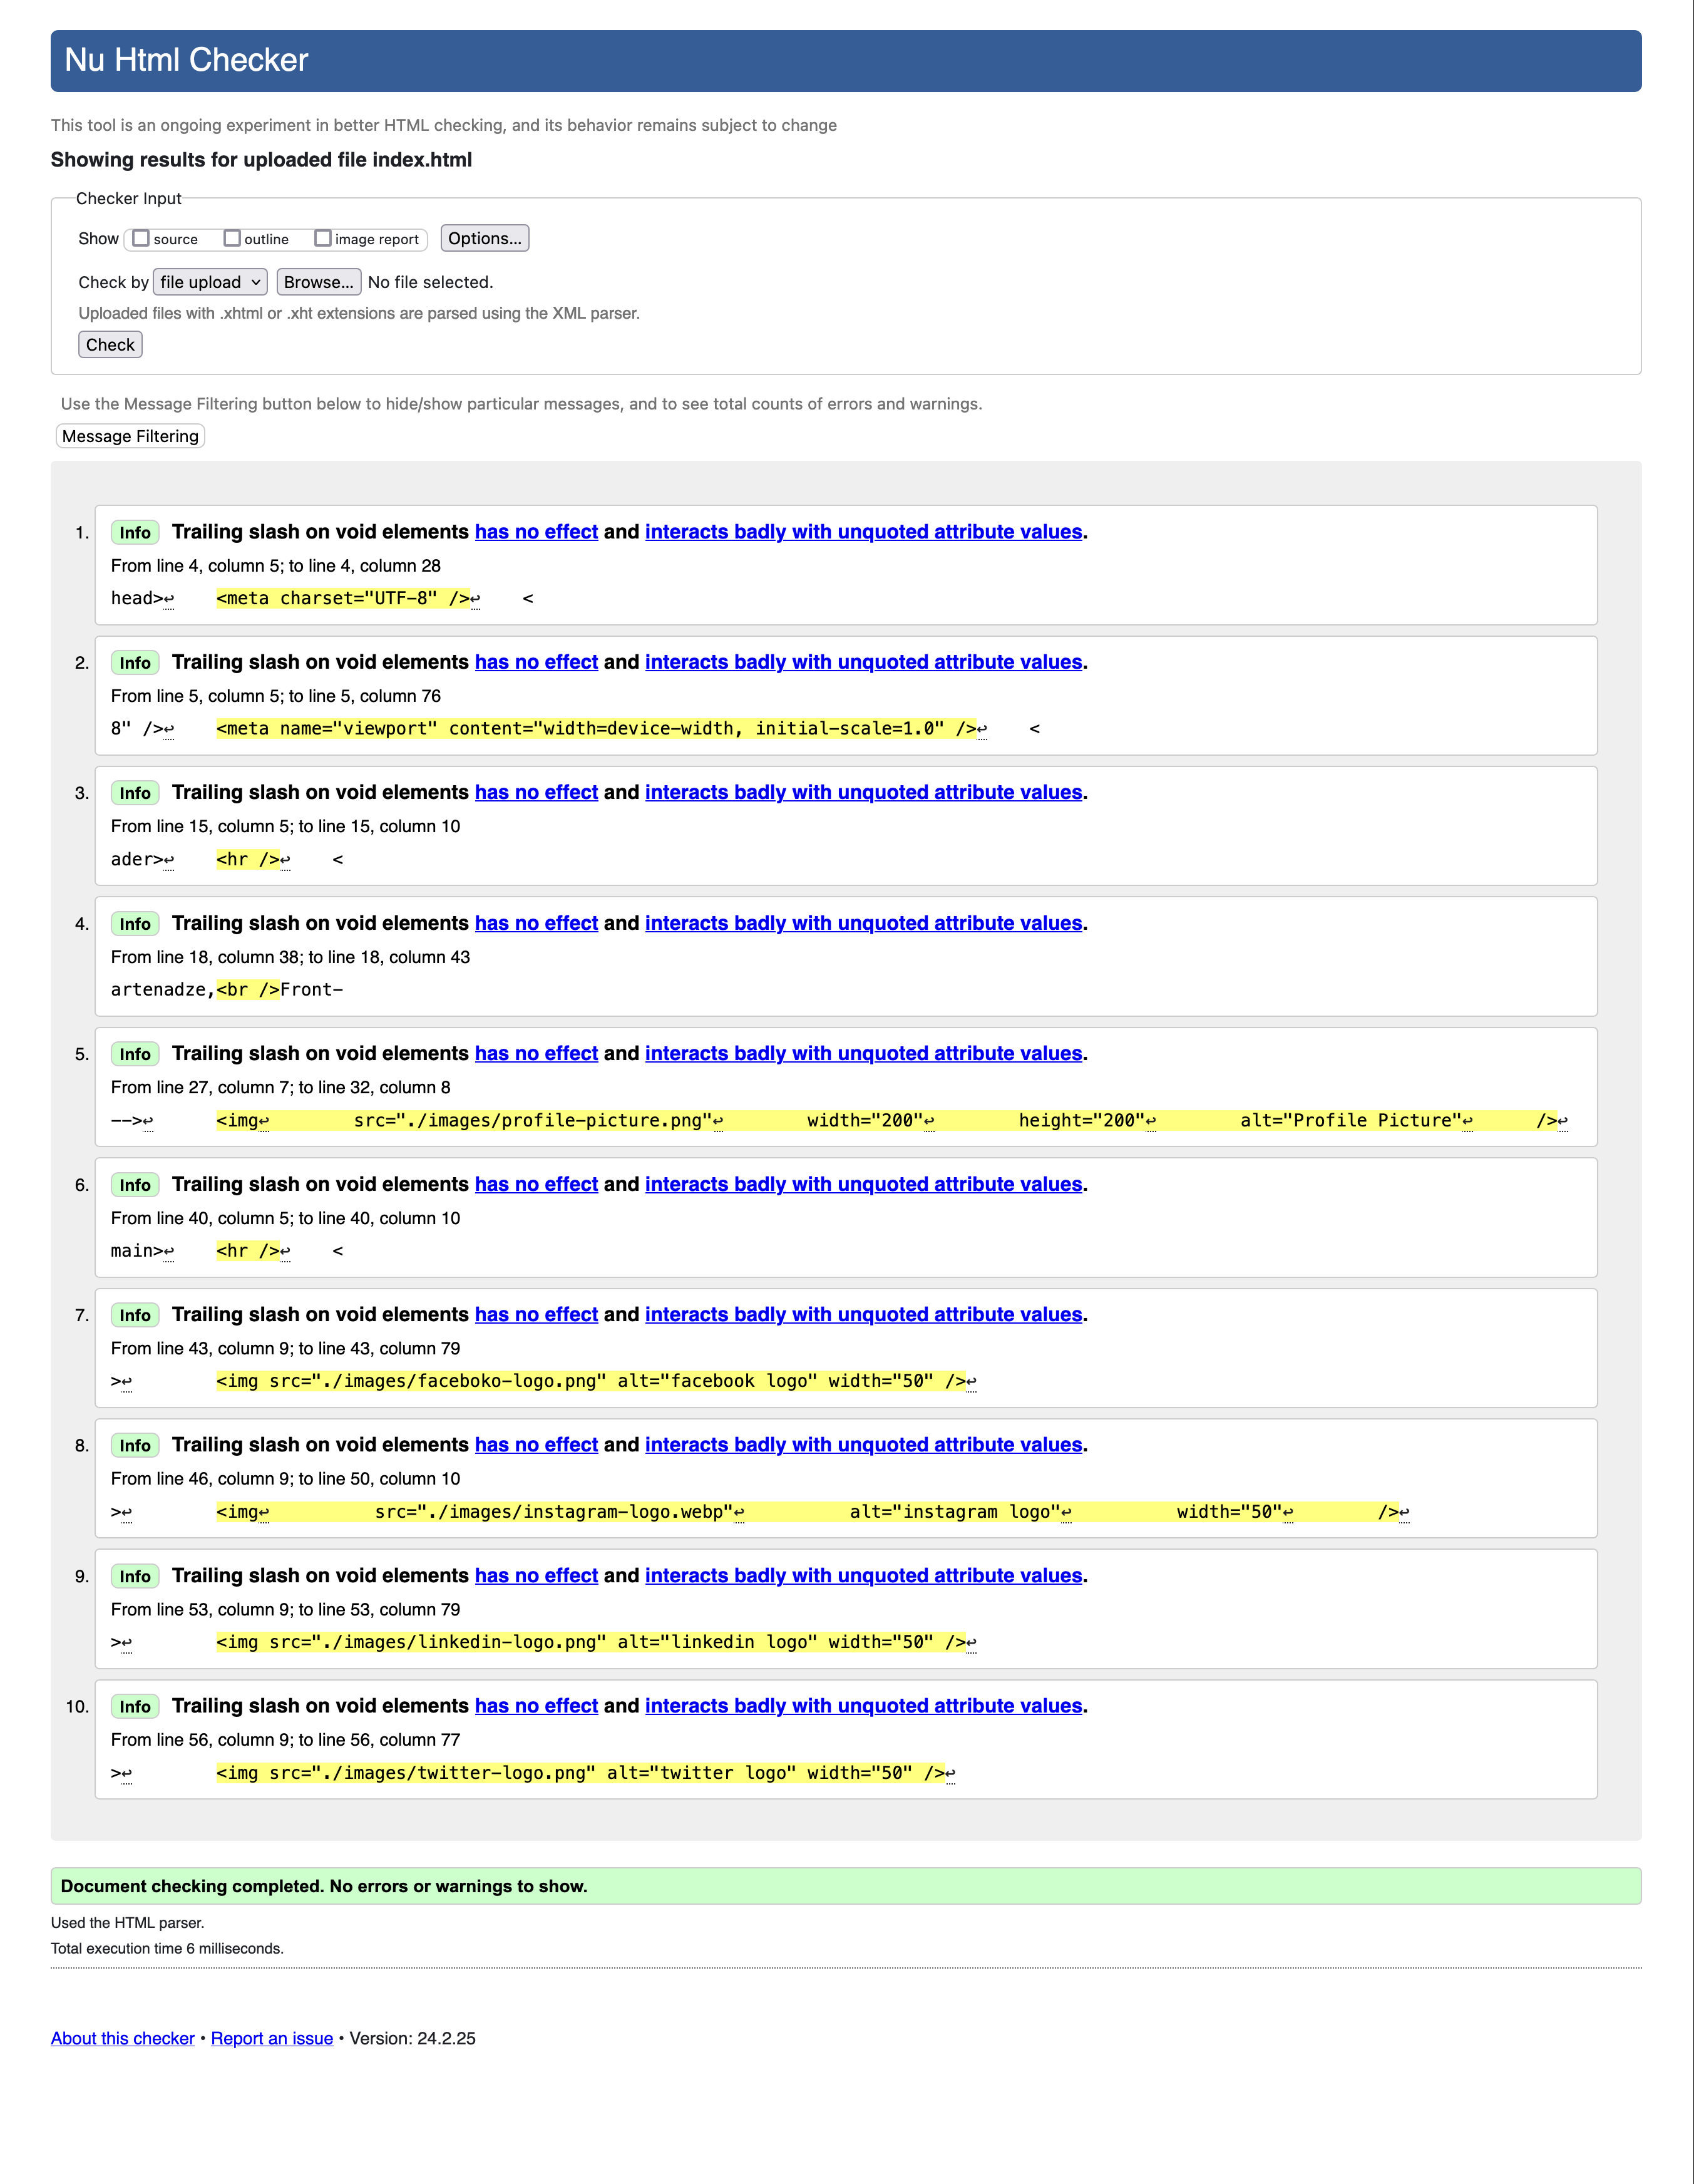 Nu Html Checker
This tool is an ongoing experiment in better HTML checking, and its behavior remains subject to change
Showing results for uploaded file index.html
Checker Input
Show source outline image report Options...
Check by file upload Browse... No file selected.
Uploaded files with .xhtml or .xht extensions are parsed using the XML parser.
Check
Use the Message Filtering button below to hide/show particular messages, and to see total counts of errors and warnings.
Message Filtering
1. Info Trailing slash on void elements has no effect and interacts badly with unquoted attribute values.
From line 4, column 5; to line 4, column 28
head>↩ <meta charset="UTF-8" />↩ <
2. Info Trailing slash on void elements has no effect and interacts badly with unquoted attribute values.
From line 5, column 5; to line 5, column 76
8" />↩ <meta name="viewport" content="width=device-width, initial-scale=1.0" />↩ <
3. Info Trailing slash on void elements has no effect and interacts badly with unquoted attribute values.
From line 15, column 5; to line 15, column 10
ader>↩ <hr />↩ <
4. Info Trailing slash on void elements has no effect and interacts badly with unquoted attribute values.
From line 18, column 38; to line 18, column 43
artenadze,<br />Front-
5. Info Trailing slash on void elements has no effect and interacts badly with unquoted attribute values.
From line 27, column 7; to line 32, column 8
-->↩ <img↩ src="./images/profile-picture.png"↩ width="200"↩ height="200"↩ alt="Profile Picture"↩ />↩
6. Info Trailing slash on void elements has no effect and interacts badly with unquoted attribute values.
From line 40, column 5; to line 40, column 10
main>↩ <hr />↩ <
7. Info Trailing slash on void elements has no effect and interacts badly with unquoted attribute values.
From line 43, column 9; to line 43, column 79
>↩ <img src="./images/faceboko-logo.png" alt="facebook logo" width="50" />↩
8. Info Trailing slash on void elements has no effect and interacts badly with unquoted attribute values.
From line 46, column 9; to line 50, column 10
>↩ <img↩ src="./images/instagram-logo.webp"↩ alt="instagram logo"↩ width="50"↩ />↩
9. Info Trailing slash on void elements has no effect and interacts badly with unquoted attribute values.
From line 53, column 9; to line 53, column 79
>↩ <img src="./images/linkedin-logo.png" alt="linkedin logo" width="50" />↩
10. Info Trailing slash on void elements has no effect and interacts badly with unquoted attribute values.
From line 56, column 9; to line 56, column 77
>↩ <img src="./images/twitter-logo.png" alt="twitter logo" width="50" />↩
Document checking completed. No errors or warnings to show.
Used the HTML parser.
Total execution time 6 milliseconds.
About this checker • Report an issue • Version: 24.2.25